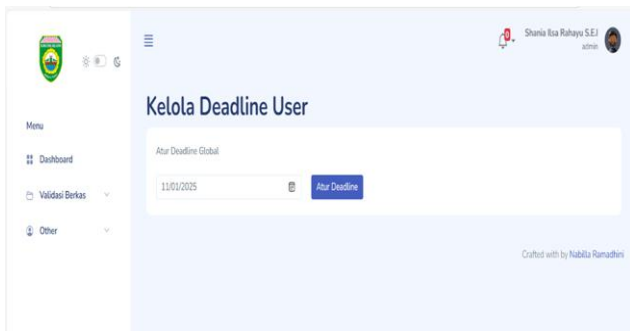 0
Shania Ilsa Rahayu S.E.I
admin
Kelola Deadline User
Menu
Atur Deadline Global
Dashboard
11/01/2025
Atur Deadline
Validasi Berkas
Other
Crafted with by Nabilla Ramadhini